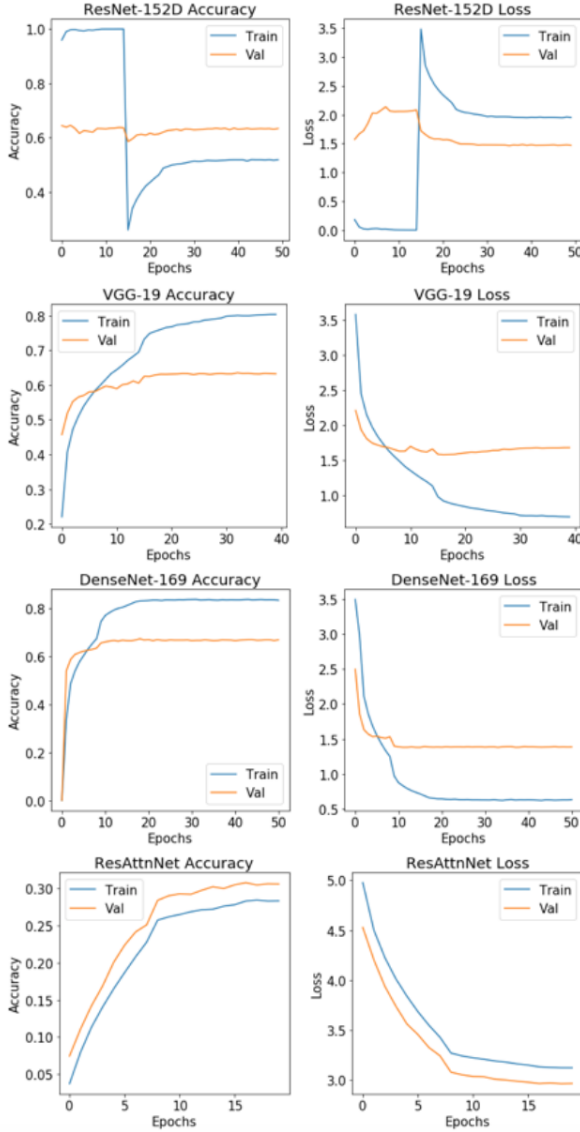 ResNet-152D Accuracy
1.0
0.8
0.6
0.4
Accuracy
Train
Val
0 10 20 30 40 50
Epochs
ResNet-152D Loss
3.5
3.0
2.5
2.0
1.5
1.0
0.5
0.0
Loss
Train
Val
0 10 20 30 40 50
Epochs
VGG-19 Accuracy
0.8
0.7
0.6
0.5
0.4
0.3
0.2
Accuracy
Train
Val
0 10 20 30 40
Epochs
VGG-19 Loss
3.5
3.0
2.5
2.0
1.5
1.0
Loss
Train
Val
0 10 20 30 40
Epochs
DenseNet-169 Accuracy
0.8
0.6
0.4
0.2
0.0
Accuracy
Train
Val
0 10 20 30 40 50
Epochs
DenseNet-169 Loss
3.5
3.0
2.5
2.0
1.5
1.0
0.5
Loss
Train
Val
0 10 20 30 40 50
Epochs
ResAttnNet Accuracy
0.30
0.25
0.20
0.15
0.10
0.05
Accuracy
Train
Val
0 5 10 15
Epochs
ResAttnNet Loss
5.0
4.5
4.0
3.5
3.0
Loss
Train
Val
0 5 10 15
Epochs